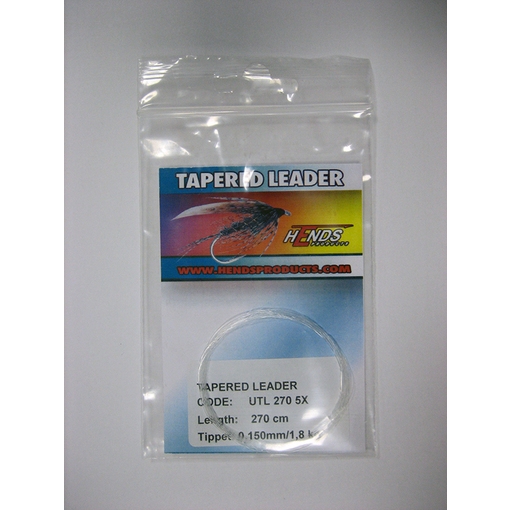 TAPERED LEADER
HENDS
PRODUCTS
WWW.HENDSPRODUCTS.COM
TAPERED LEADER
CODE: UTL 270 5X
Length: 270 cm
Tippet 0.150mm/1,8 k